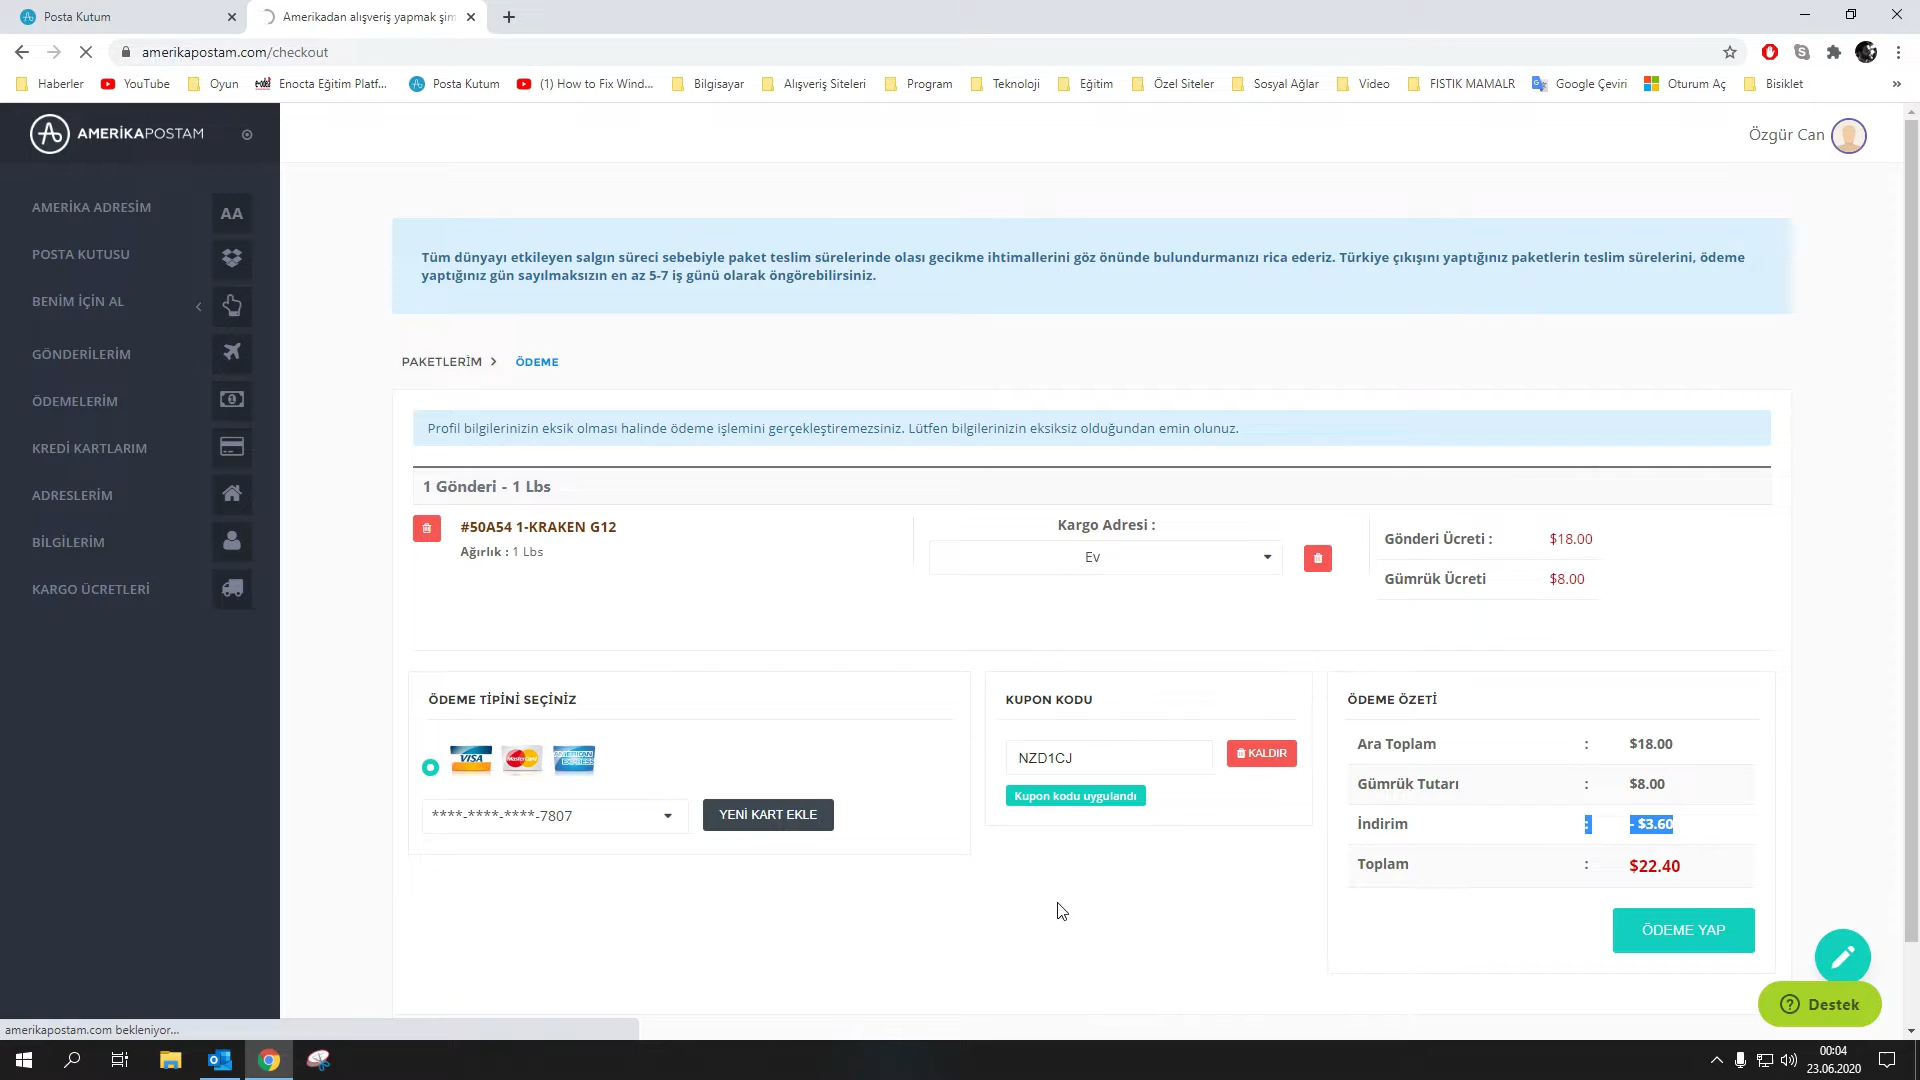 Posta Kutum
Amerikadan alışveriş yapmak şim
amerikapostam.com/checkout
Haberler
YouTube
Oyun
Enocta Eğitim Platf...
Posta Kutum
(1) How to Fix Wind...
Bilgisayar
Alışveriş Siteleri
Program
Teknoloji
Eğitim
Özel Siteler
Sosyal Ağlar
Video
FISTIK MAMALR
Google Çeviri
Oturum Aç
Bisiklet
»
AMERİKAPOSTAM
Özgür Can
AMERİKA ADRESİM
AA
POSTA KUTUSU
BENİM İÇİN AL
GÖNDERİLERİM
ÖDEMELERİM
KREDİ KARTLARIM
ADRESLERİM
BİLGİLERİM
KARGO ÜCRETLERİ
Tüm dünyayı etkileyen salgın süreci sebebiyle paket teslim sürelerinde olası gecikme ihtimallerini göz önünde bulundurmanızı rica ederiz. Türkiye çıkışını yaptığınız paketlerin teslim sürelerini, ödeme
yaptığınız gün sayılmaksızın en az 5-7 iş günü olarak öngörebilirsiniz.
PAKETLERİM > ÖDEME
Profil bilgilerinizin eksik olması halinde ödeme işlemini gerçekleştiremezsiniz. Lütfen bilgilerinizin eksiksiz olduğundan emin olunuz.
1 Gönderi - 1 Lbs
#50A54 1-KRAKEN G12
Ağırlık : 1 Lbs
Kargo Adresi :
Ev
Gönderi Ücreti : $18.00
Gümrük Ücreti $8.00
ÖDEME TİPİNİ SEÇİNİZ
VISA
MasterCard
AMERICAN EXPRESS
****-****-****-7807
YENİ KART EKLE
KUPON KODU
NZD1CJ
KALDIR
Kupon kodu uygulandı
ÖDEME ÖZETİ
Ara Toplam : $18.00
Gümrük Tutarı : $8.00
İndirim : - $3.60
Toplam : $22.40
ÖDEME YAP
Destek
amerikapostam.com bekleniyor...
00:04
23.06.2020